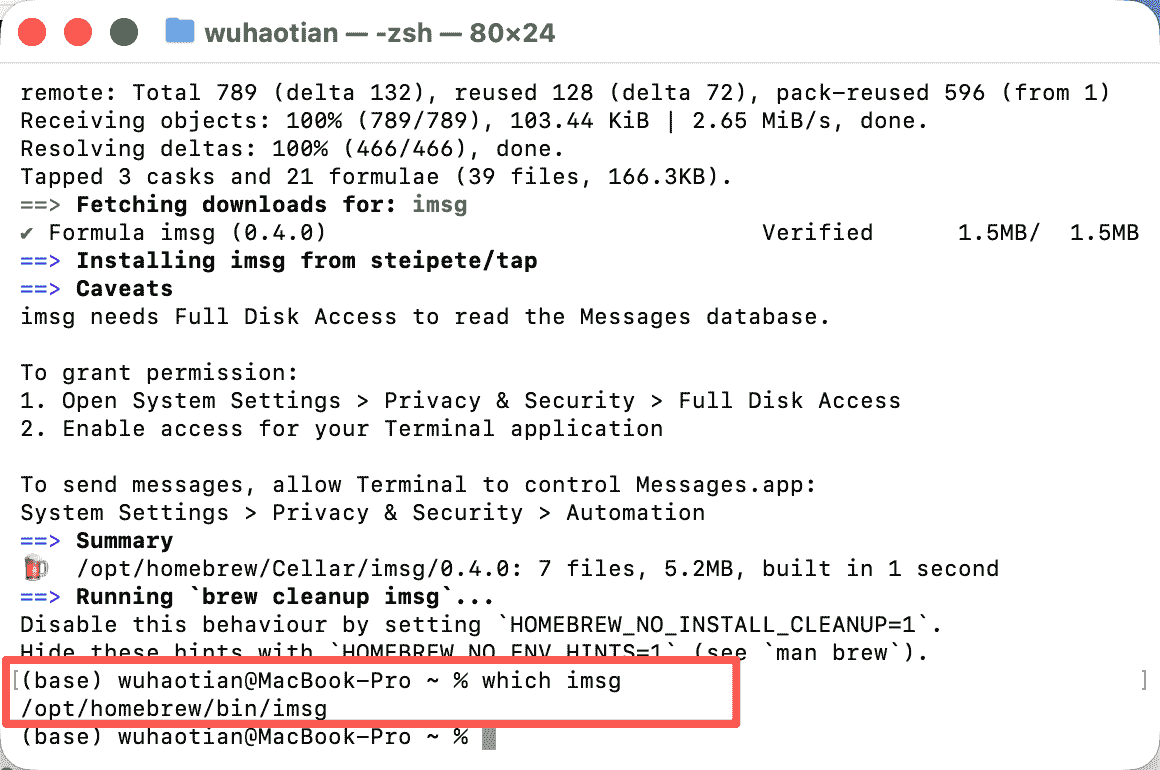 wuhaotian — -zsh — 80×24
remote: Total 789 (delta 132), reused 128 (delta 72), pack-reused 596 (from 1)
Receiving objects: 100% (789/789), 103.44 KiB | 2.65 MiB/s, done.
Resolving deltas: 100% (466/466), done.
Tapped 3 casks and 21 formulae (39 files, 166.3KB).
==> Fetching downloads for: imsg
✔ Formula imsg (0.4.0) Verified 1.5MB/ 1.5MB
==> Installing imsg from steipete/tap
==> Caveats
imsg needs Full Disk Access to read the Messages database.
To grant permission:
1. Open System Settings > Privacy & Security > Full Disk Access
2. Enable access for your Terminal application
To send messages, allow Terminal to control Messages.app:
System Settings > Privacy & Security > Automation
==> Summary
🍺 /opt/homebrew/Cellar/imsg/0.4.0: 7 files, 5.2MB, built in 1 second
==> Running `brew cleanup imsg`...
Disable this behaviour by setting `HOMEBREW_NO_INSTALL_CLEANUP=1`.
Hide these hints with `HOMEBREW_NO_ENV_HINTS=1` (see `man brew`).
[(base) wuhaotian@MacBook-Pro ~ % which imsg ]
/opt/homebrew/bin/imsg
(base) wuhaotian@MacBook-Pro ~ %